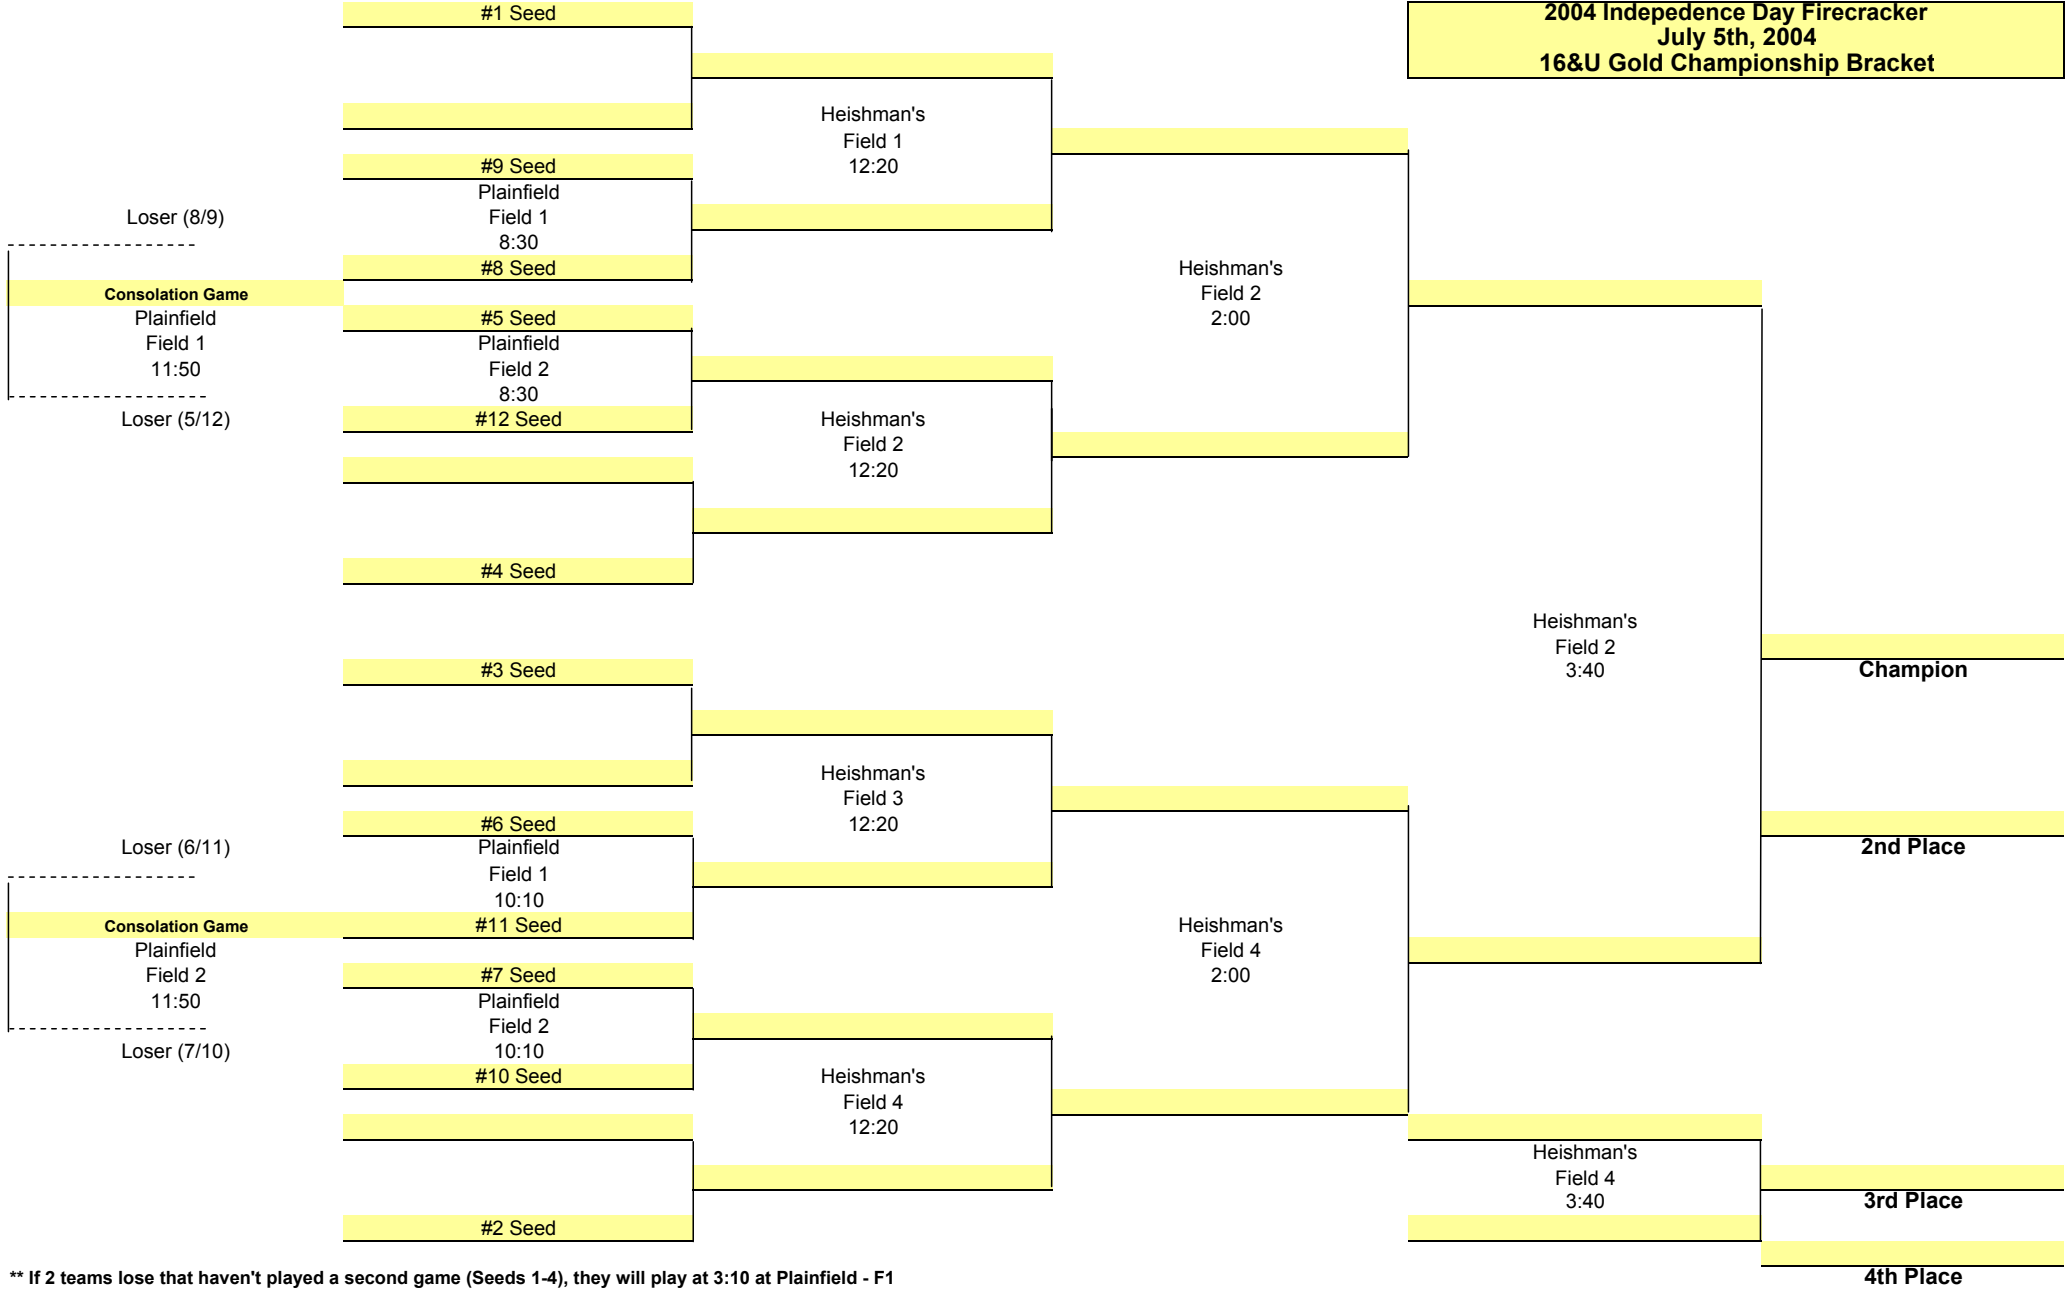 2004 Indepedence Day Firecracker
July 5th, 2004
16&U Gold Championship Bracket
#1 Seed
#9 Seed
Plainfield
Field 1
8:30
#8 Seed
Loser (8/9)
Consolation Game
Plainfield
Field 1
11:50
Loser (5/12)
#5 Seed
Plainfield
Field 2
8:30
#12 Seed
#4 Seed
Heishman's
Field 1
12:20
Heishman's
Field 2
12:20
Heishman's
Field 2
2:00
#3 Seed
#6 Seed
Plainfield
Field 1
10:10
#11 Seed
Loser (6/11)
Consolation Game
Plainfield
Field 2
11:50
Loser (7/10)
#7 Seed
Plainfield
Field 2
10:10
#10 Seed
#2 Seed
Heishman's
Field 3
12:20
Heishman's
Field 4
12:20
Heishman's
Field 4
2:00
Heishman's
Field 2
3:40
Champion
2nd Place
Heishman's
Field 4
3:40
3rd Place
4th Place
** If 2 teams lose that haven't played a second game (Seeds 1-4), they will play at 3:10 at Plainfield - F1